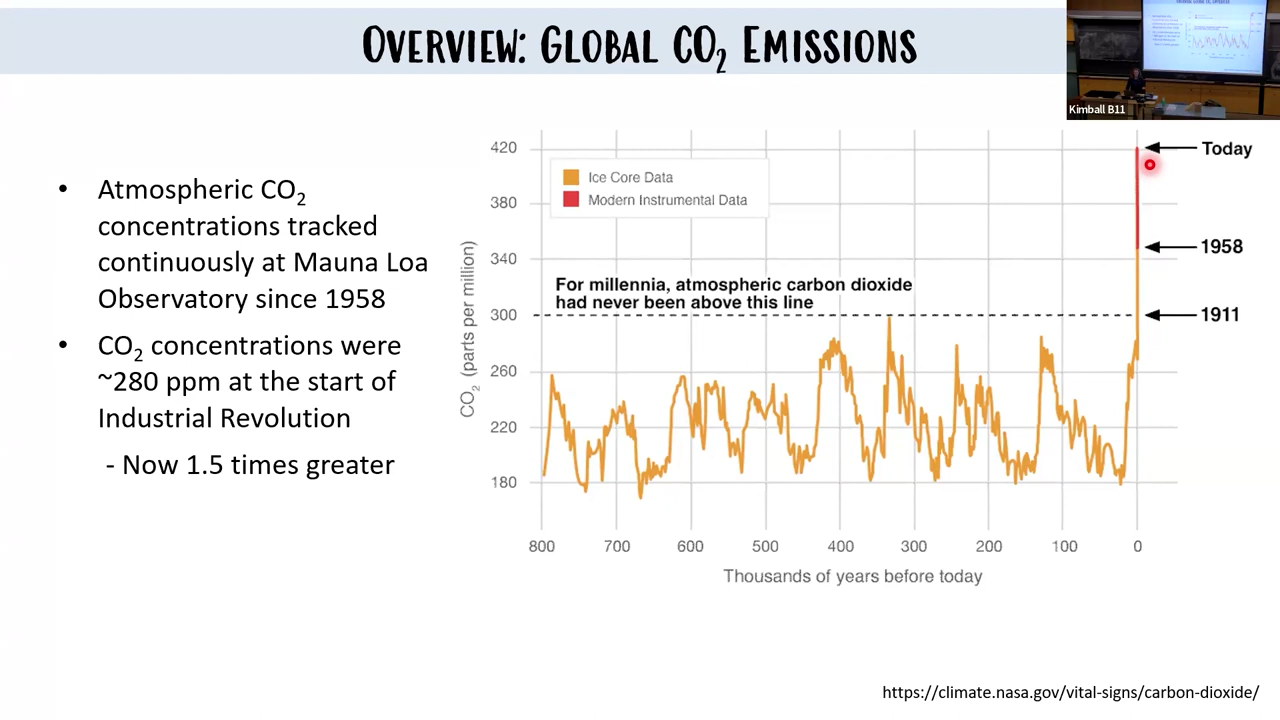 OVERVIEW: GLOBAL CO₂ EMISSIONS
Kimball B11
• Atmospheric CO₂
concentrations tracked
continuously at Mauna Loa
Observatory since 1958
• CO₂ concentrations were
~280 ppm at the start of
Industrial Revolution
- Now 1.5 times greater
CO₂ (parts per million)
420
380
340
300
260
220
180
Ice Core Data
Modern Instrumental Data
For millennia, atmospheric carbon dioxide
had never been above this line
Today
1958
1911
800 700 600 500 400 300 200 100 0
Thousands of years before today
https://climate.nasa.gov/vital-signs/carbon-dioxide/